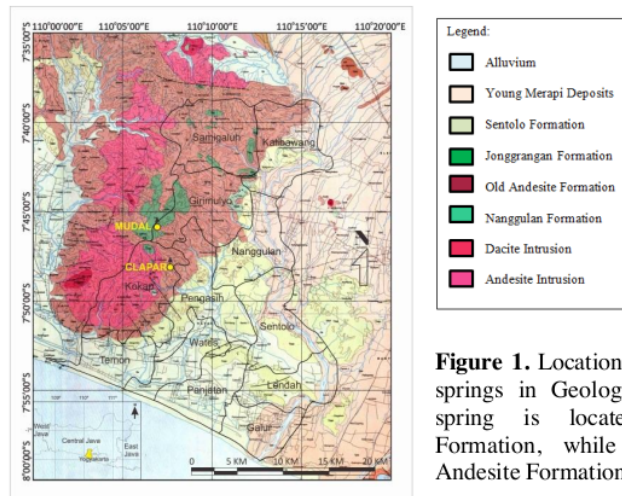 110°00'00"E 110°05'00"E 110°10'00"E 110°15'00"E 110°20'00"E
7°35'00"S
7°40'00"S
7°45'00"S
7°50'00"S
7°55'00"S
8°00'00"S
Samigaluh
Kalibawang
Girimulyo
MUDAL
Nanggulan
CLAPAR
Kokap
Pengasih
Sentolo
Wates
Temon
Panjatan
Lendah
Galur
West
Java
Central Java
East
Java
Yogyakarta
0 5 KM 10 KM 15 KM 20 KM
Legend:
Alluvium
Young Merapi Deposits
Sentolo Formation
Jonggrangan Formation
Old Andesite Formation
Nanggulan Formation
Dacite Intrusion
Andesite Intrusion
Figure 1. Location
springs in Geolog
spring is locate
Formation, while
Andesite Formation